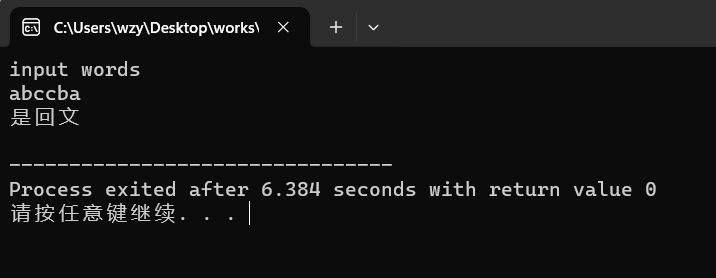 C:\Users\wzy\Desktop\works\
input words
abccba
是回文
--------------------------------
Process exited after 6.384 seconds with return value 0
请按任意键继续. . .